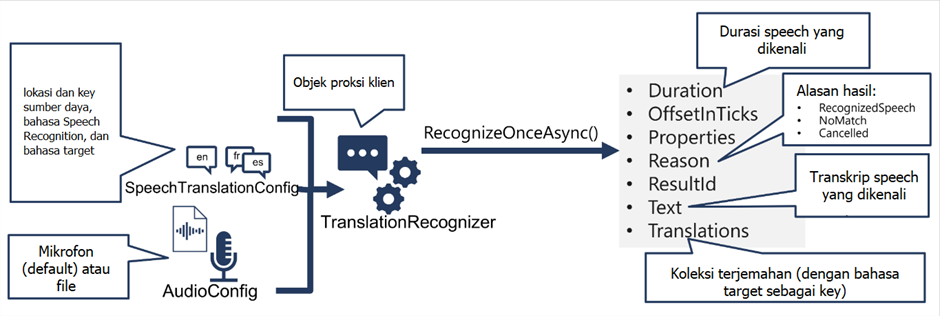 lokasi dan key
sumber daya,
bahasa Speech
Recognition, dan
bahasa target
en
fr
es
SpeechTranslationConfig
Mikrofon
(default) atau
file
AudioConfig
Objek proksi klien
TranslationRecognizer
RecognizeOnceAsync()
Durasi speech yang
dikenali
• Duration
• OffsetInTicks
• Properties
• Reason
• ResultId
• Text
• Translations
Alasan hasil:
• RecognizedSpeech
• NoMatch
• Cancelled
Transkrip speech
yang dikenali
Koleksi terjemahan (dengan bahasa
target sebagai key)